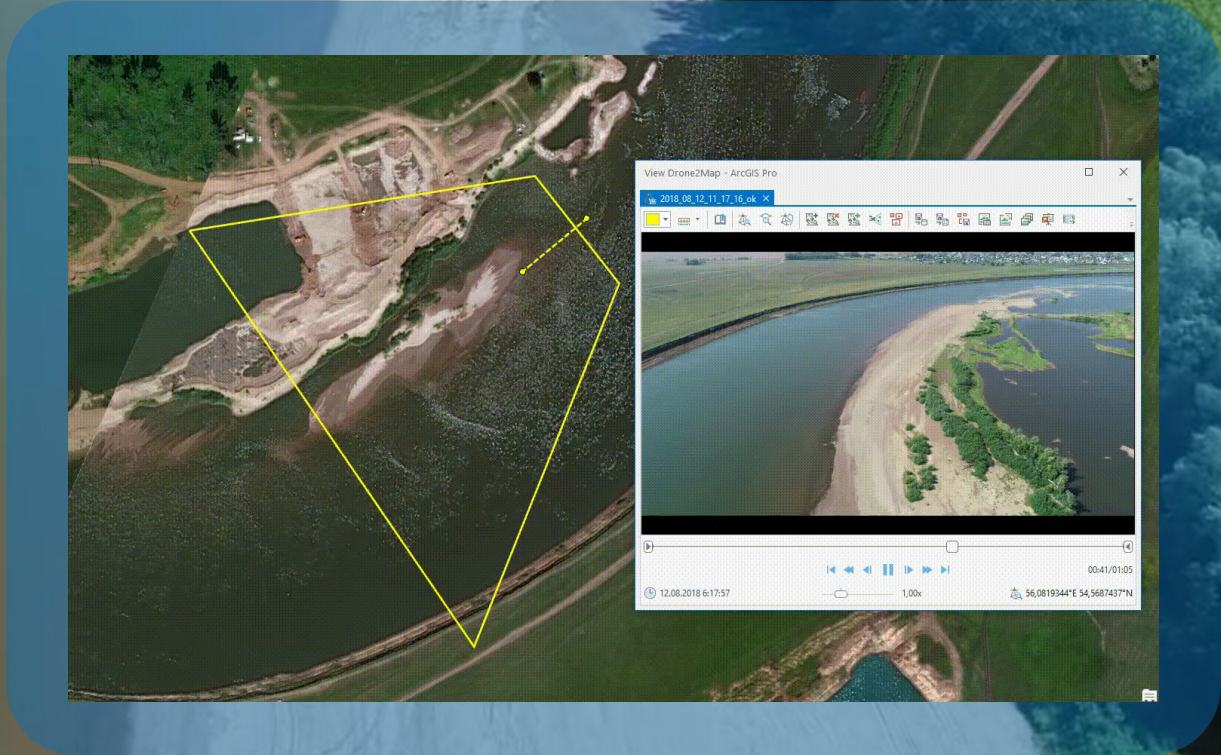 View Drone2Map - ArcGIS Pro
2018_08_12_11_17_16_ok
00:41/01:05
12.08.2018 6:17:57
1,00x
56,0819344°E 54,5687437°N